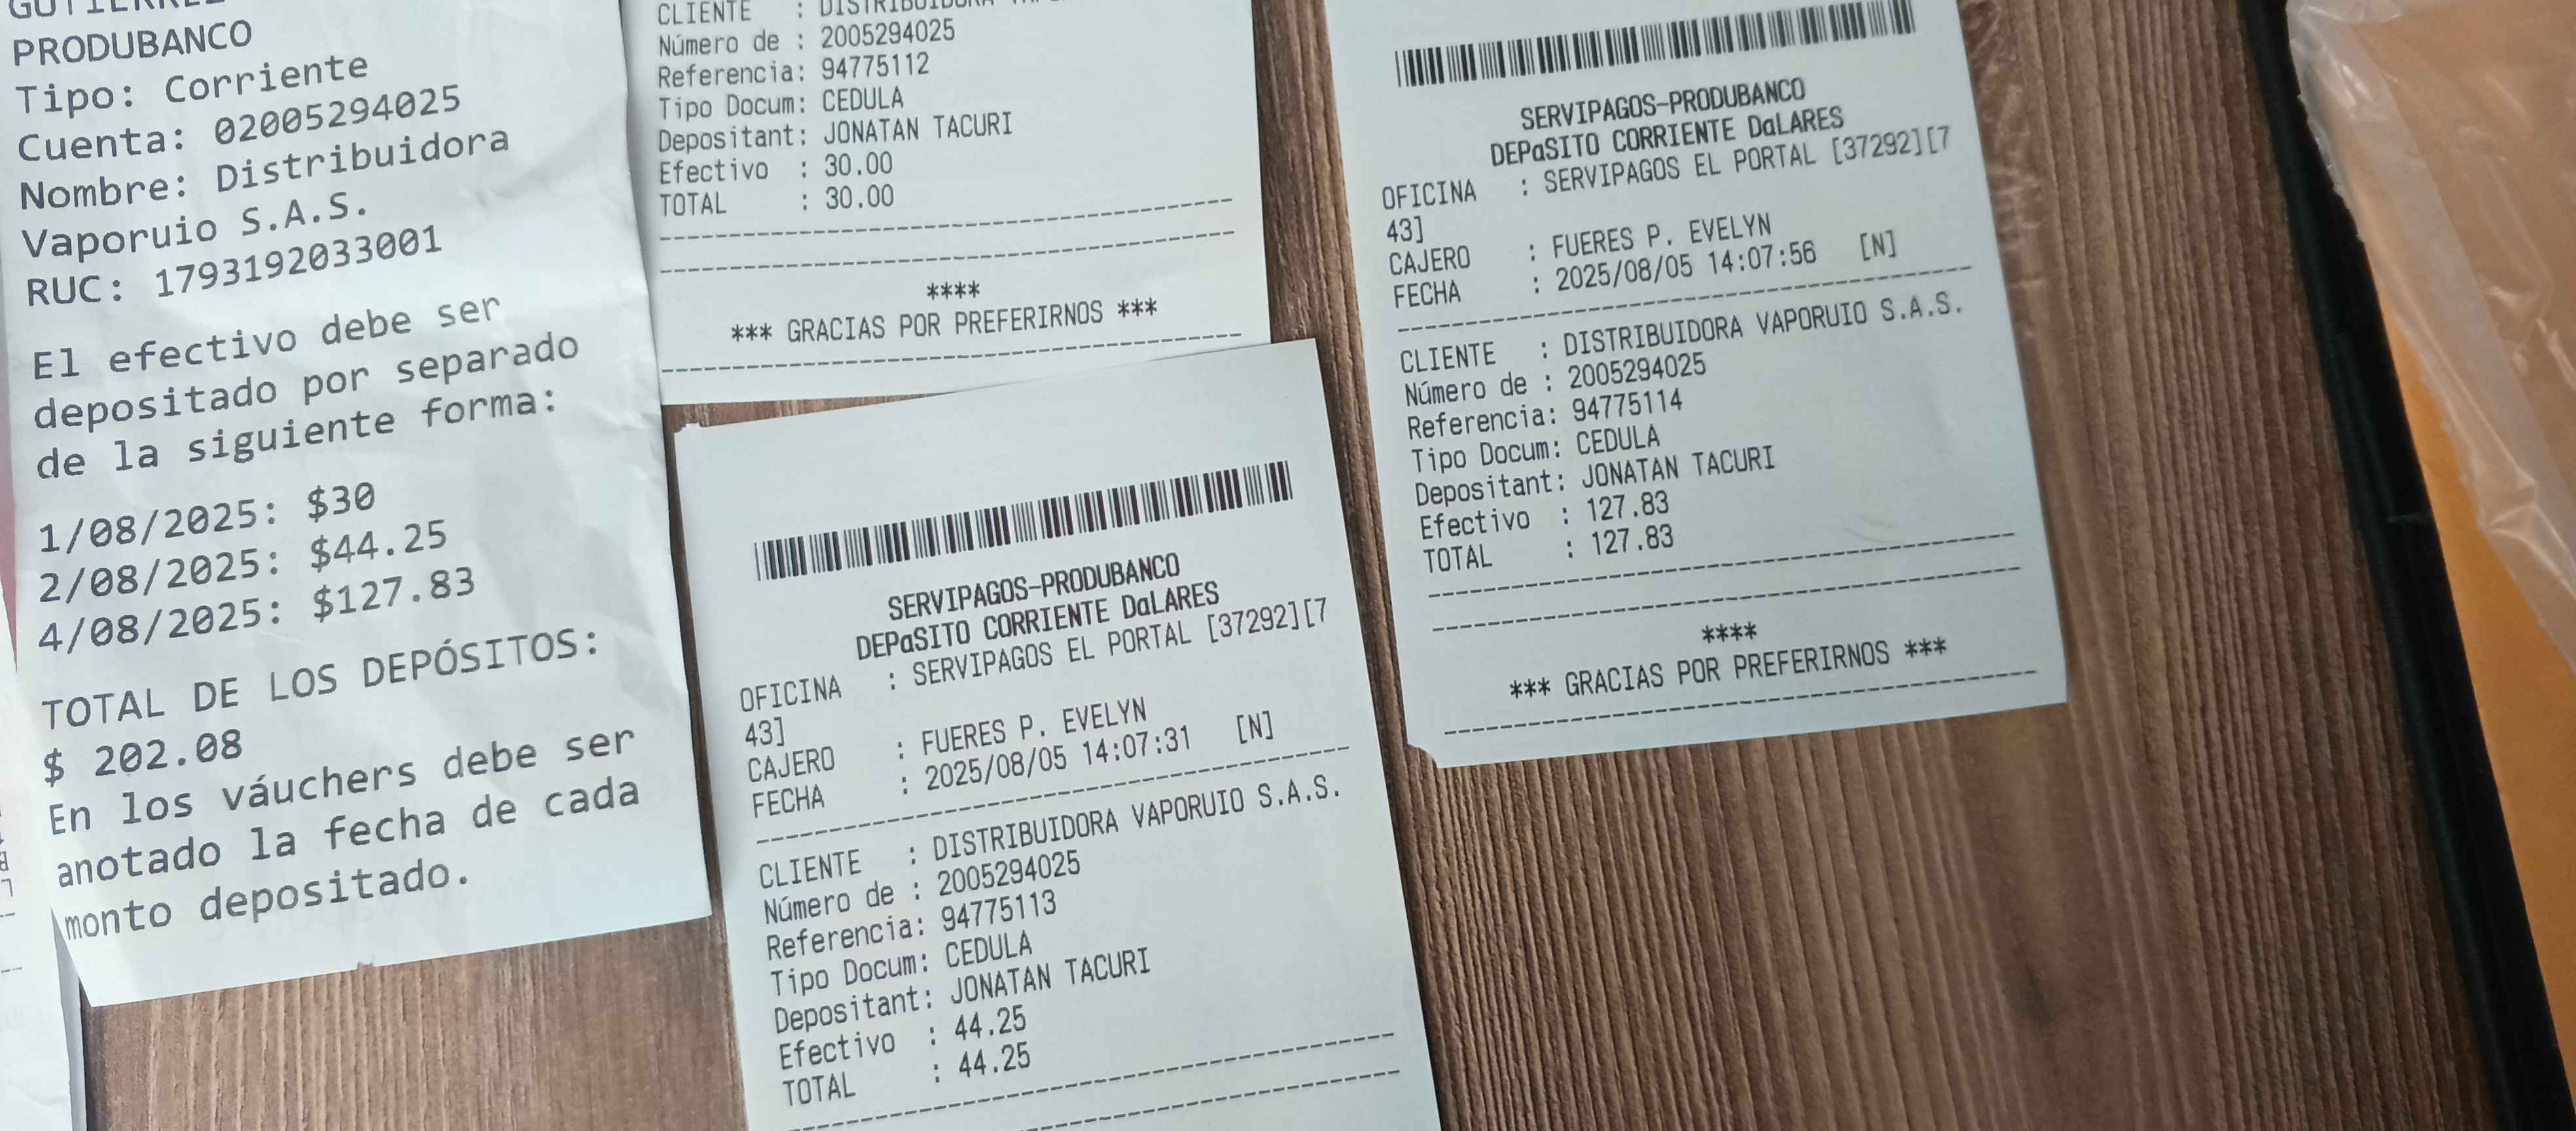 PRODUBANCO
Tipo: Corriente
Cuenta: 02005294025
Nombre: Distribuidora
Vaporuio S.A.S.
RUC: 1793192033001
El efectivo debe ser
depositado por separado
de la siguiente forma:
1/08/2025: $30
2/08/2025: $44.25
4/08/2025: $127.83
TOTAL DE LOS DEPÓSITOS:
$ 202.08
En los váuchers debe ser
anotado la fecha de cada
monto depositado.
CLIENTE : DISTRIBUIDORA
Número de : 2005294025
Referencia: 94775112
Tipo Docum: CEDULA
Depositant: JONATAN TACURI
Efectivo : 30.00
TOTAL : 30.00
****
*** GRACIAS POR PREFERIRNOS ***
SERVIPAGOS-PRODUBANCO
DEPaSITO CORRIENTE DaLARES
OFICINA : SERVIPAGOS EL PORTAL [37292][7
43]
CAJERO : FUERES P. EVELYN
FECHA : 2025/08/05 14:07:31 [N]
CLIENTE : DISTRIBUIDORA VAPORUIO S.A.S.
Número de : 2005294025
Referencia: 94775113
Tipo Docum: CEDULA
Depositant: JONATAN TACURI
Efectivo : 44.25
TOTAL : 44.25
SERVIPAGOS-PRODUBANCO
DEPaSITO CORRIENTE DaLARES
OFICINA : SERVIPAGOS EL PORTAL [37292][7
43]
CAJERO : FUERES P. EVELYN
FECHA : 2025/08/05 14:07:56 [N]
CLIENTE : DISTRIBUIDORA VAPORUIO S.A.S.
Número de : 2005294025
Referencia: 94775114
Tipo Docum: CEDULA
Depositant: JONATAN TACURI
Efectivo : 127.83
TOTAL : 127.83
****
*** GRACIAS POR PREFERIRNOS ***